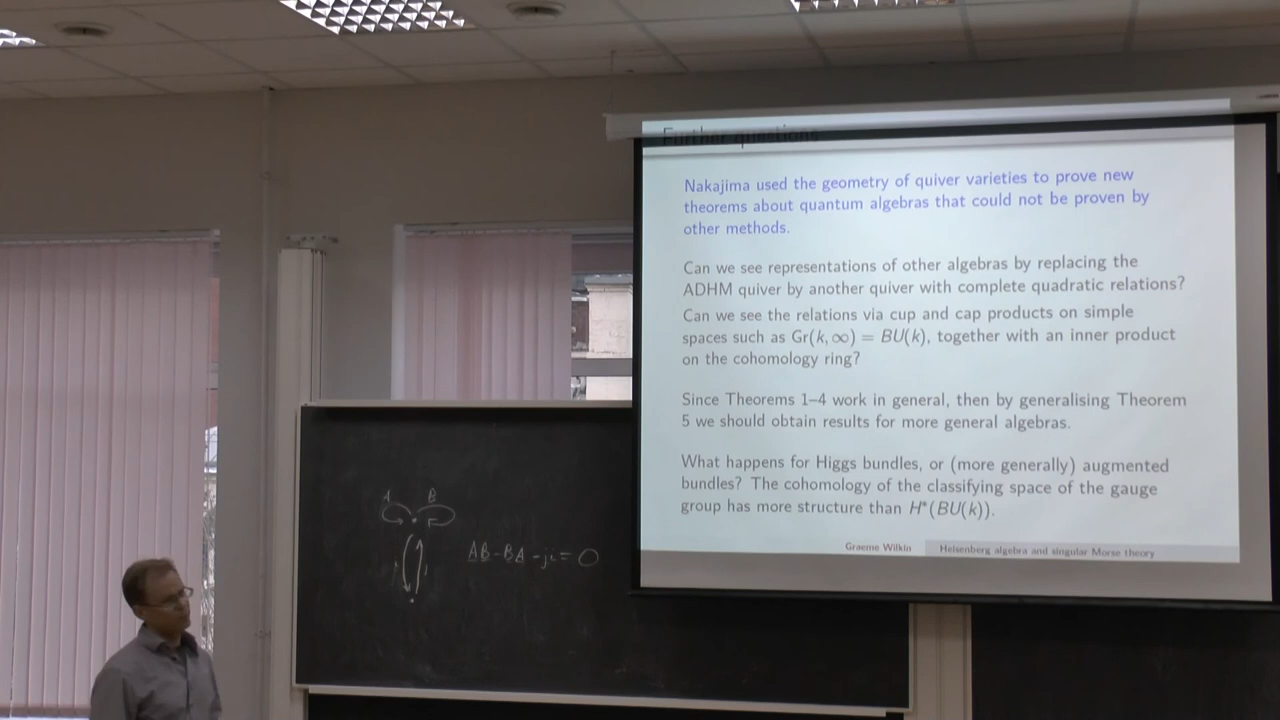 Further questions
Nakajima used the geometry of quiver varieties to prove new
theorems about quantum algebras that could not be proven by
other methods.
Can we see representations of other algebras by replacing the
ADHM quiver by another quiver with complete quadratic relations?
Can we see the relations via cup and cap products on simple
spaces such as Gr(k, ∞) = BU(k), together with an inner product
on the cohomology ring?
Since Theorems 1–4 work in general, then by generalising Theorem
5 we should obtain results for more general algebras.
What happens for Higgs bundles, or (more generally) augmented
bundles? The cohomology of the classifying space of the gauge
group has more structure than H*(BU(k)).
Graeme Wilkin Heisenberg algebra and singular Morse theory
A B
AB-BA-ji=0